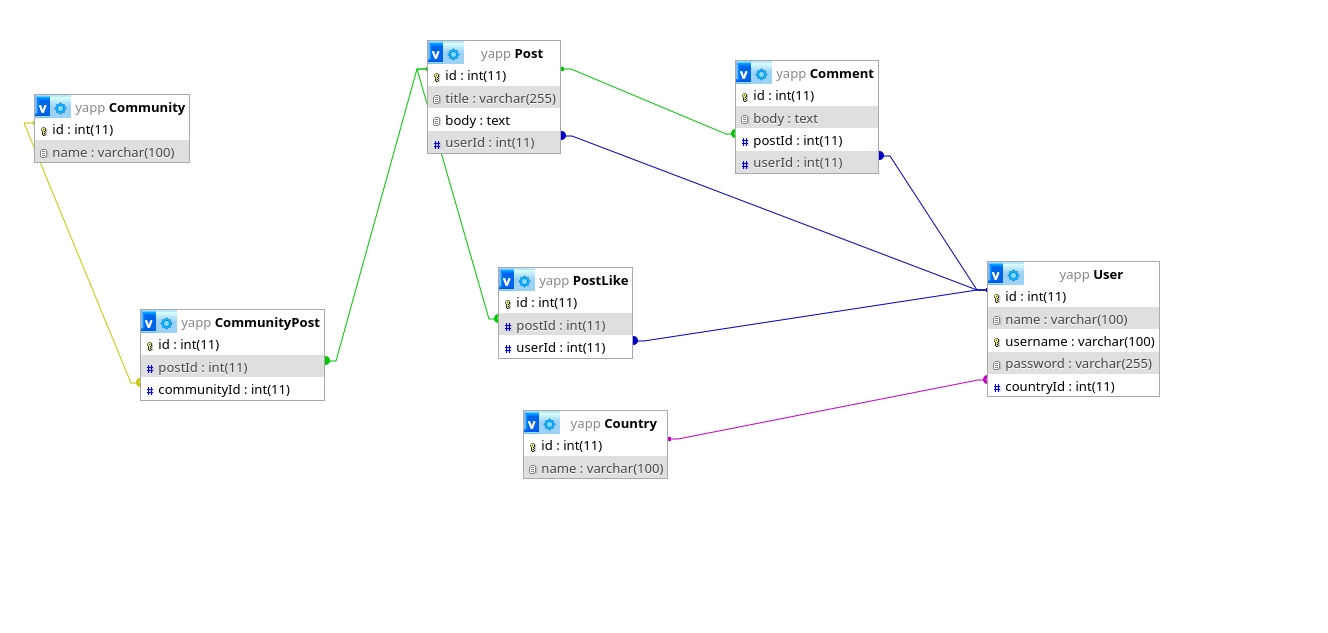 yapp Community
id : int(11)
name : varchar(100)
yapp Post
id : int(11)
title : varchar(255)
body : text
userId : int(11)
yapp Comment
id : int(11)
body : text
postId : int(11)
userId : int(11)
yapp CommunityPost
id : int(11)
postId : int(11)
communityId : int(11)
yapp PostLike
id : int(11)
postId : int(11)
userId : int(11)
yapp User
id : int(11)
name : varchar(100)
username : varchar(100)
password : varchar(255)
countryId : int(11)
yapp Country
id : int(11)
name : varchar(100)